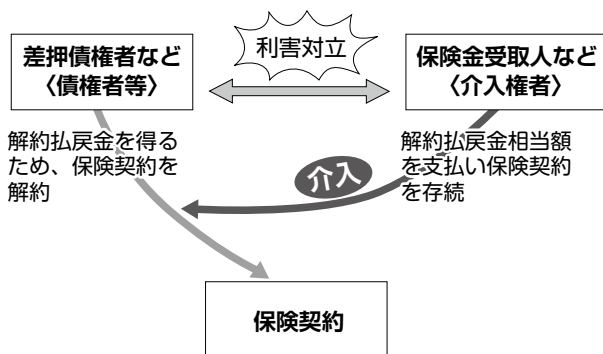 差押債権者など
〈債権者等〉
利害対立
保険金受取人など
〈介入権者〉
解約払戻金を得る
ため、保険契約を
解約
解約払戻金相当額
を支払い保険契約
を存続
介入
保険契約